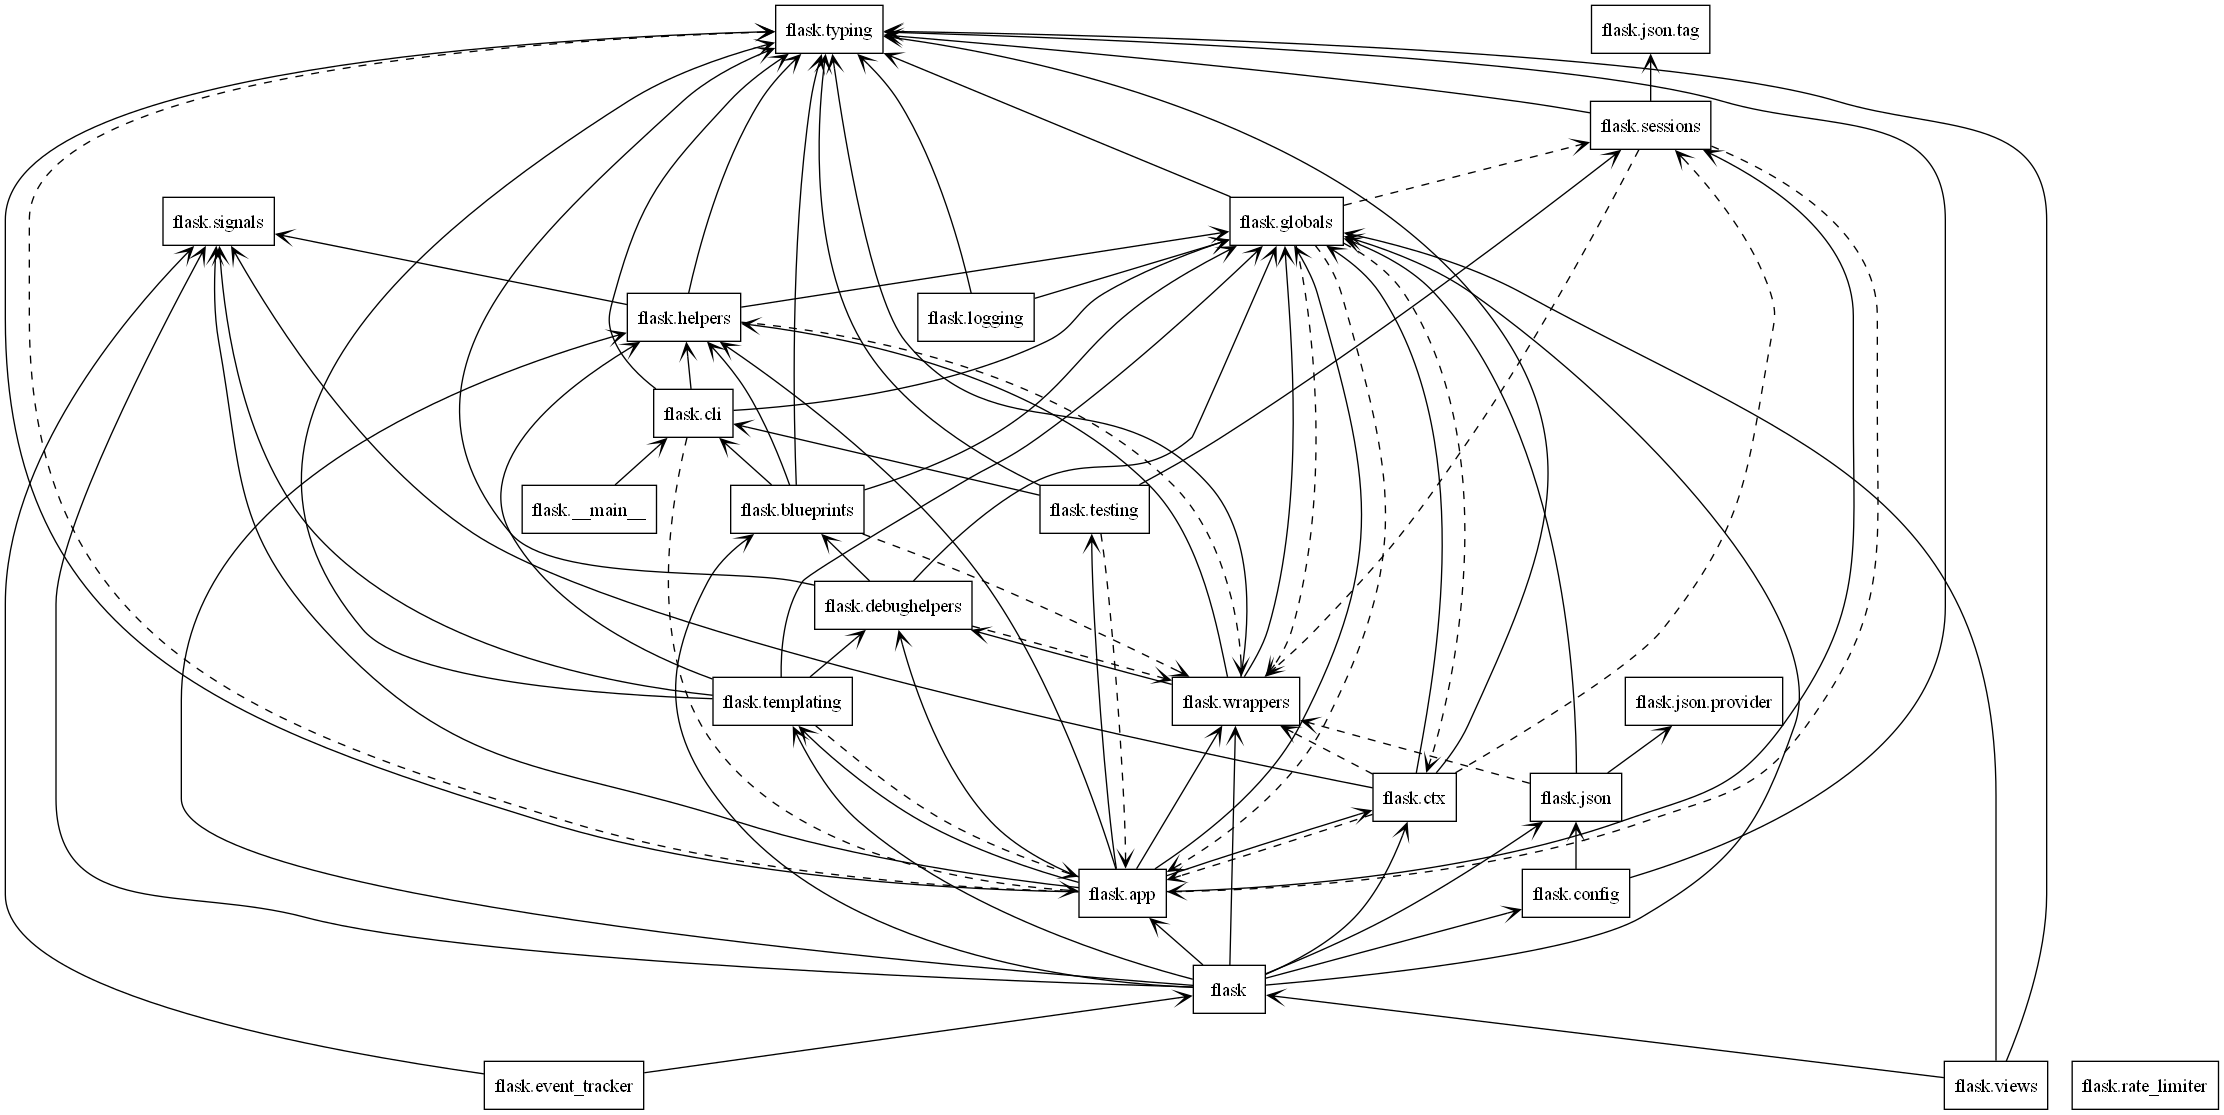 flask.typing
flask.json.tag
flask.sessions
flask.signals
flask.globals
flask.helpers
flask.logging
flask.cli
flask.__main__
flask.blueprints
flask.testing
flask.debughelpers
flask.templating
flask.wrappers
flask.json.provider
flask.ctx
flask.json
flask.app
flask.config
flask
flask.event_tracker
flask.views
flask.rate_limiter